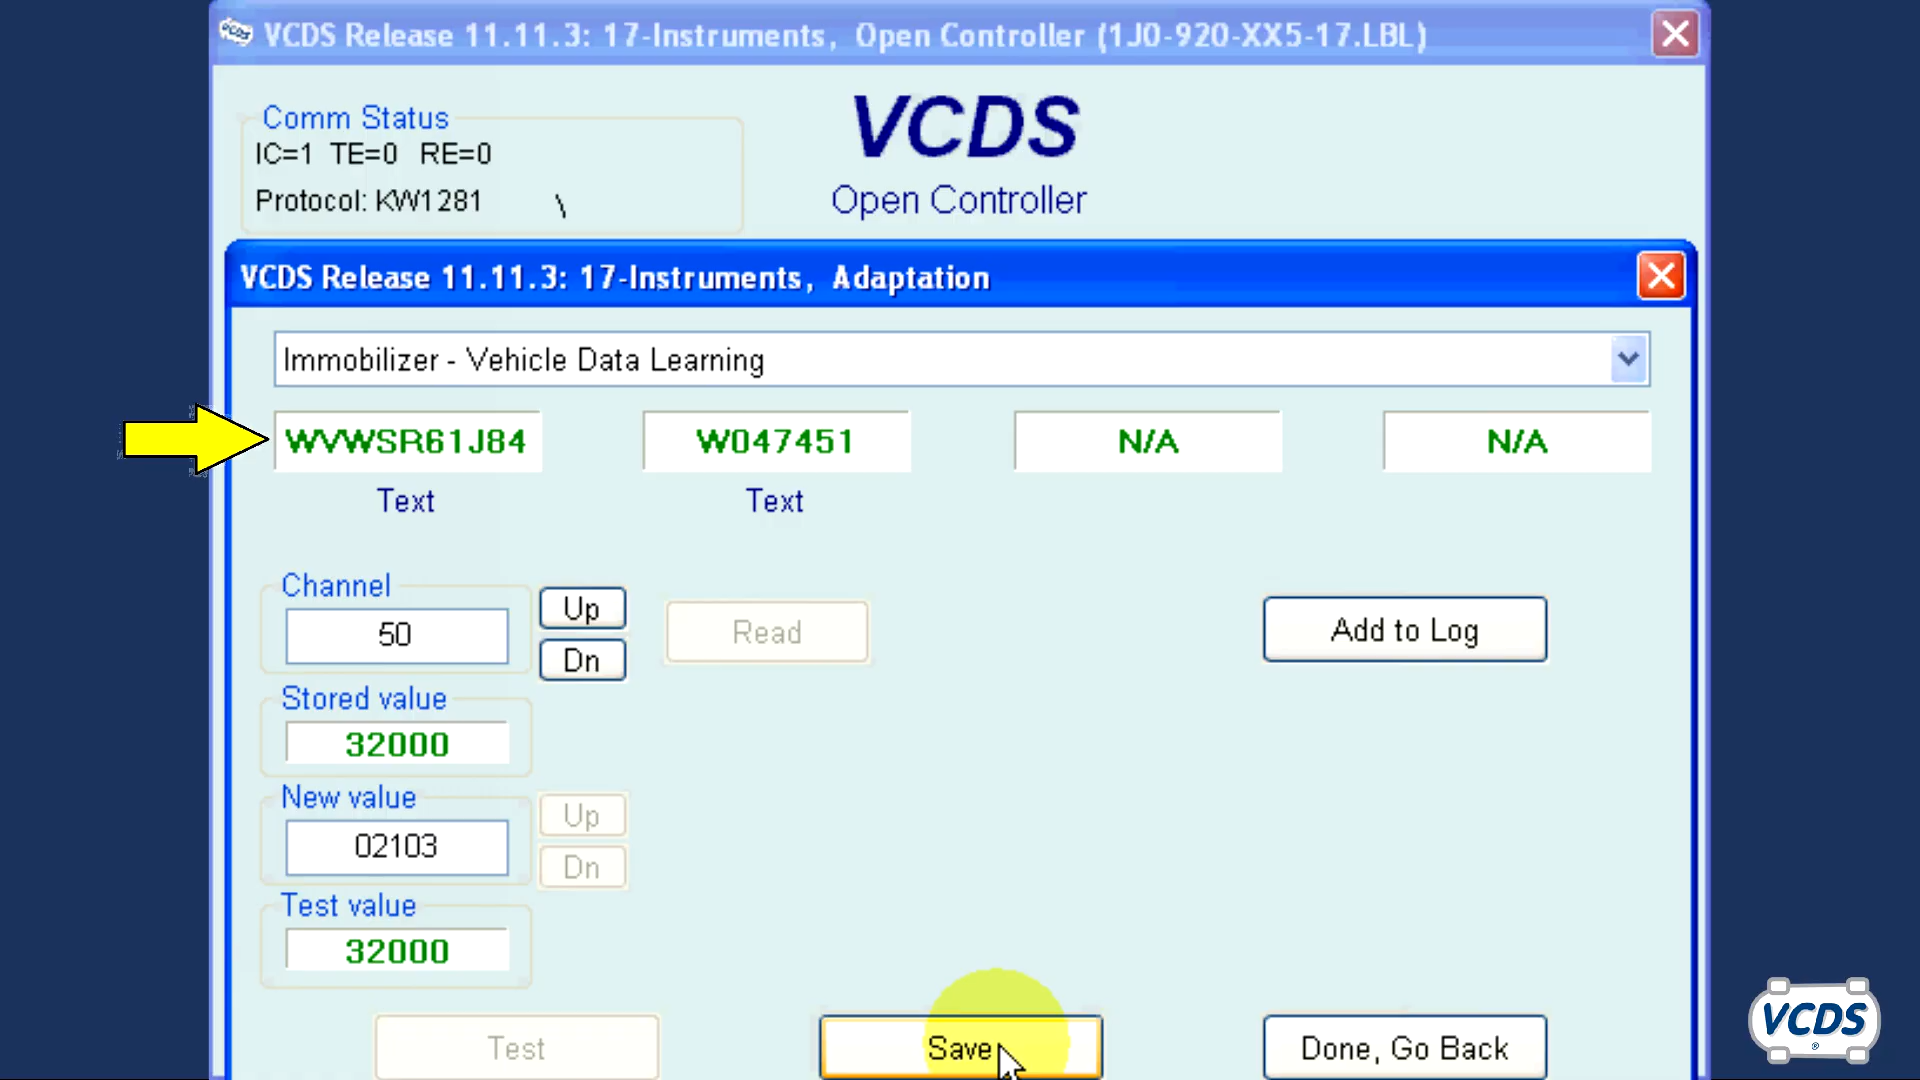 VCDS Release 11.11.3: 17-Instruments, Open Controller (1J0-920-XX5-17.LBL)
Comm Status
IC=1 TE=0 RE=0
Protocol: KW1281 \
VCDS
Open Controller
VCDS Release 11.11.3: 17-Instruments, Adaptation
Immobilizer - Vehicle Data Learning
WVWSR61J84 W047451 N/A N/A
Text Text
Channel
50
Up
Dn
Read
Add to Log
Stored value
32000
New value
02103
Up
Dn
Test value
32000
Test
Save
Done, Go Back
VCDS
®